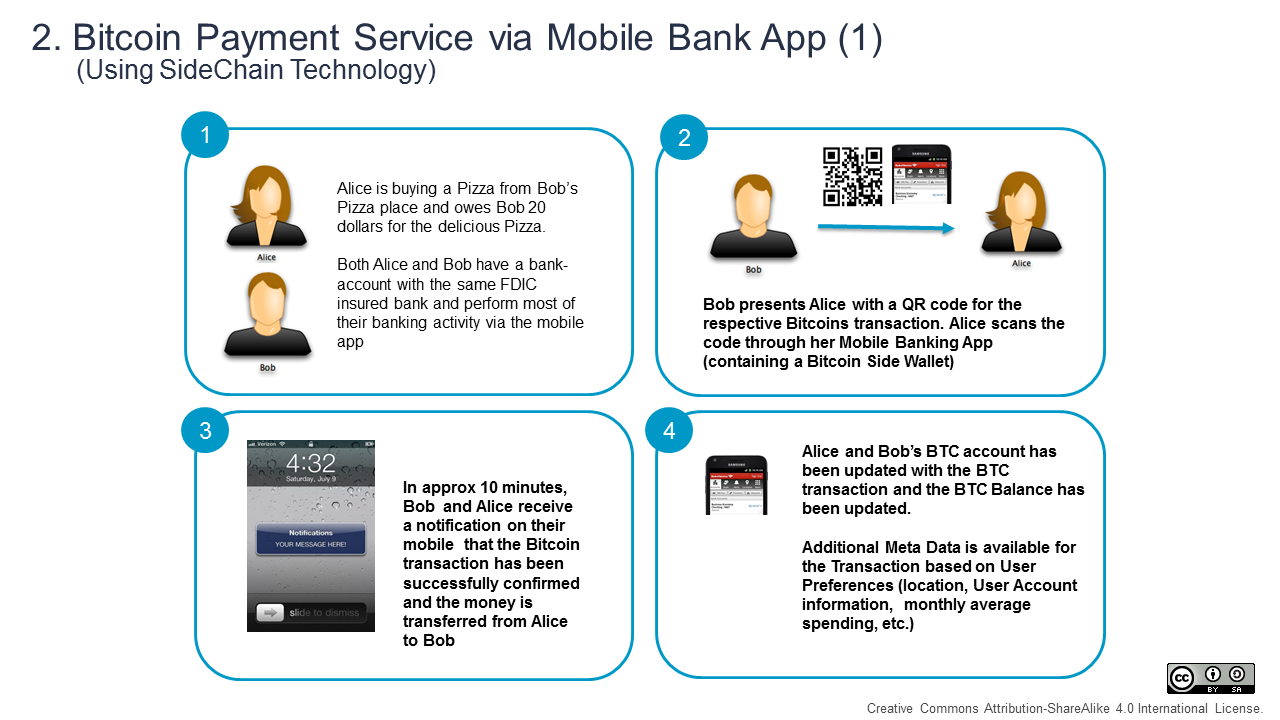 2. Bitcoin Payment Service via Mobile Bank App (1)
(Using SideChain Technology)
1
Alice
Bob
Alice is buying a Pizza from Bob’s
Pizza place and owes Bob 20
dollars for the delicious Pizza.
Both Alice and Bob have a bank-
account with the same FDIC
insured bank and perform most of
their banking activity via the mobile
app
2
SAMSUNG
Bob
Alice
Bob presents Alice with a QR code for the
respective Bitcoins transaction. Alice scans the
code through her Mobile Banking App
(containing a Bitcoin Side Wallet)
3
Verizon
4:32
Saturday, July 9
Notifications
YOUR MESSAGE HERE!
slide to dismiss
In approx 10 minutes,
Bob and Alice receive
a notification on their
mobile that the Bitcoin
transaction has been
successfully confirmed
and the money is
transferred from Alice
to Bob
4
SAMSUNG
Alice and Bob’s BTC account has
been updated with the BTC
transaction and the BTC Balance has
been updated.
Additional Meta Data is available for
the Transaction based on User
Preferences (location, User Account
information, monthly average
spending, etc.)
cc
BY SA
Creative Commons Attribution-ShareAlike 4.0 International License.